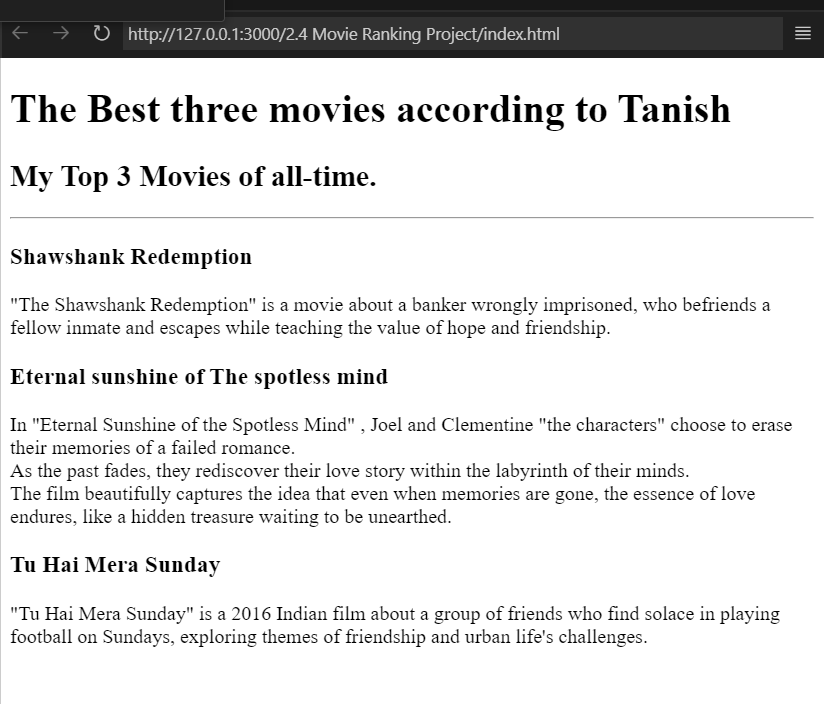 http://127.0.0.1:3000/2.4 Movie Ranking Project/index.html
The Best three movies according to Tanish
My Top 3 Movies of all-time.
Shawshank Redemption
"The Shawshank Redemption" is a movie about a banker wrongly imprisoned, who befriends a
fellow inmate and escapes while teaching the value of hope and friendship.
Eternal sunshine of The spotless mind
In "Eternal Sunshine of the Spotless Mind" , Joel and Clementine "the characters" choose to erase
their memories of a failed romance.
As the past fades, they rediscover their love story within the labyrinth of their minds.
The film beautifully captures the idea that even when memories are gone, the essence of love
endures, like a hidden treasure waiting to be unearthed.
Tu Hai Mera Sunday
"Tu Hai Mera Sunday" is a 2016 Indian film about a group of friends who find solace in playing
football on Sundays, exploring themes of friendship and urban life's challenges.